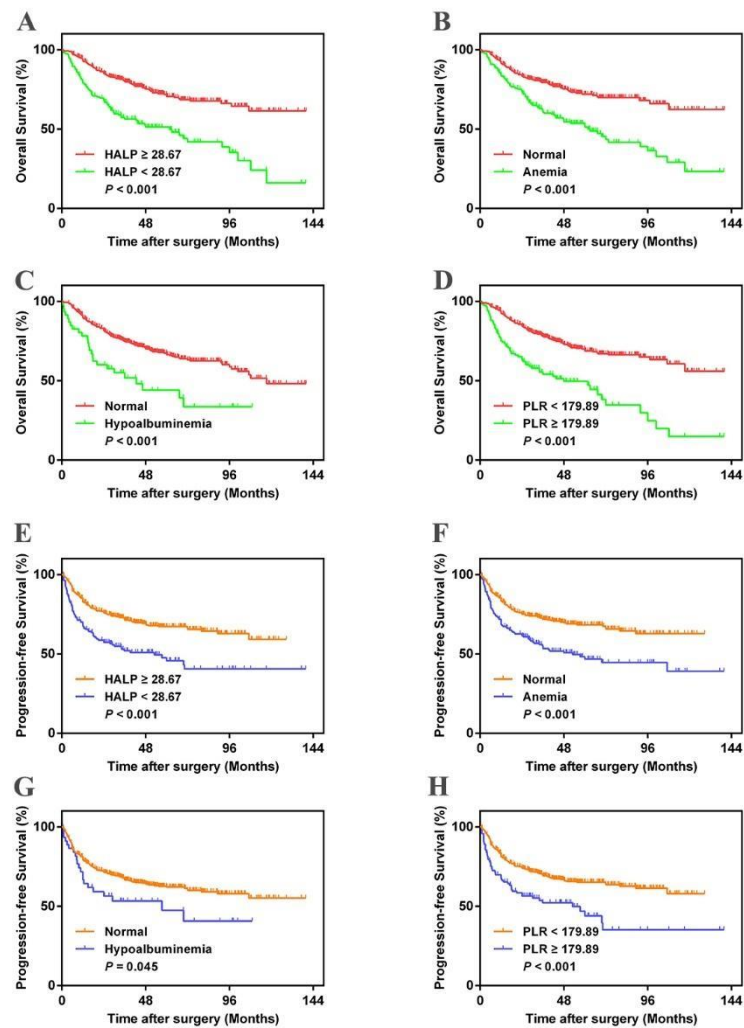 A
Overall Survival (%)
100
50
0
HALP ≥ 28.67
HALP < 28.67
P < 0.001
0 48 96 144
Time after surgery (Months)
B
Overall Survival (%)
100
50
0
Normal
Anemia
P < 0.001
0 48 96 144
Time after surgery (Months)
C
Overall Survival (%)
100
50
0
Normal
Hypoalbuminemia
P < 0.001
0 48 96 144
Time after surgery (Months)
D
Overall Survival (%)
100
50
0
PLR < 179.89
PLR ≥ 179.89
P < 0.001
0 48 96 144
Time after surgery (Months)
E
Progression-free Survival (%)
100
50
0
HALP ≥ 28.67
HALP < 28.67
P < 0.001
0 48 96 144
Time after surgery (Months)
F
Progression-free Survival (%)
100
50
0
Normal
Anemia
P < 0.001
0 48 96 144
Time after surgery (Months)
G
Progression-free Survival (%)
100
50
0
Normal
Hypoalbuminemia
P = 0.045
0 48 96 144
Time after surgery (Months)
H
Progression-free Survival (%)
100
50
0
PLR < 179.89
PLR ≥ 179.89
P < 0.001
0 48 96 144
Time after surgery (Months)